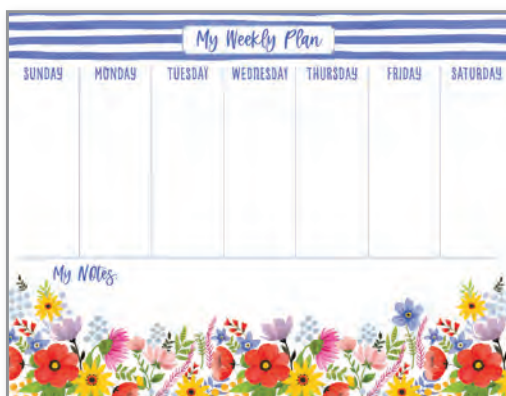 My Weekly Plan
SUNDAY MONDAY TUESDAY WEDNESDAY THURSDAY FRIDAY SATURDAY
My Notes: